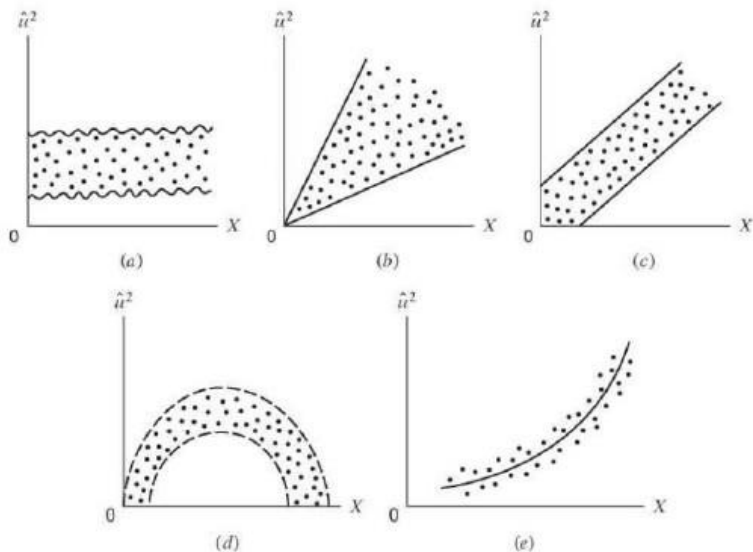 û² û² û²
0 X 0 X 0 X
(a) (b) (c)
û² û²
0 X 0 X
(d) (e)